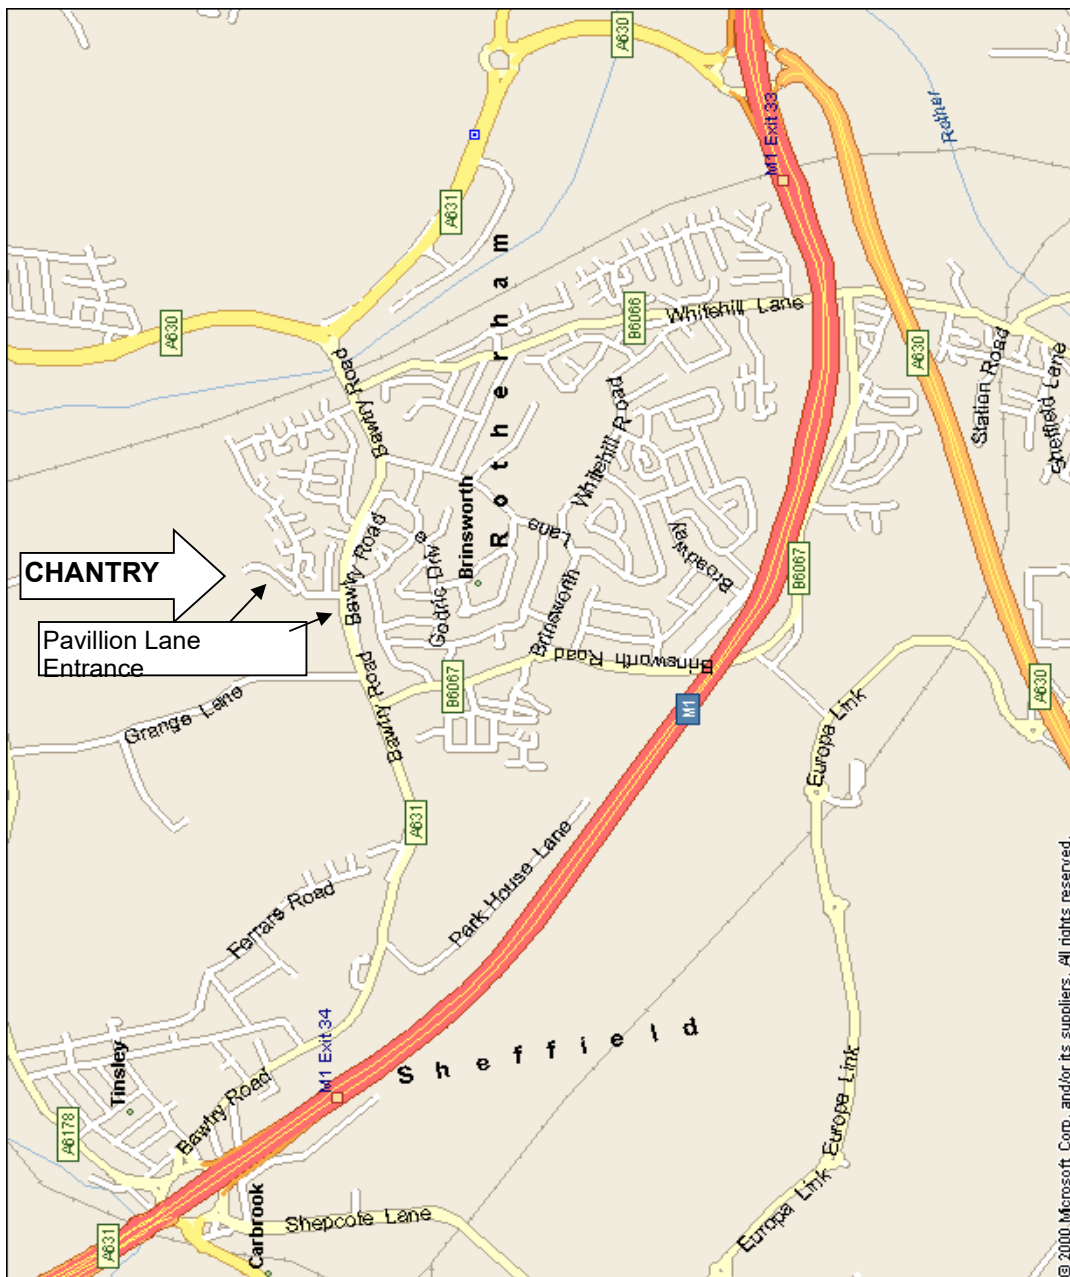 A630
A630
M1 Exit 33
Rother
A631
A630
Rotherham
B6066
Whitehill Lane
A630
Station Road
Sheffield Lane
Bawtry Road
Whitehill Road
CHANTRY
Bawtry Road
Godric Drive
Brinsworth
Lane
Broadway
B6067
Pavillion Lane
Entrance
Brinsworth
Brinsworth Road
Bawtry Road
B6067
M1
A630
Grange Lane
Europa Link
A631
Park House Lane
Ferrars Road
M1 Exit 34
Sheffield
Tinsley
Bawtry Road
A6178
Europa Link
Europa Link
Shepcote Lane
Carbrook
A631
© 2000 Microsoft Corp. and/or its suppliers. All rights reserved.